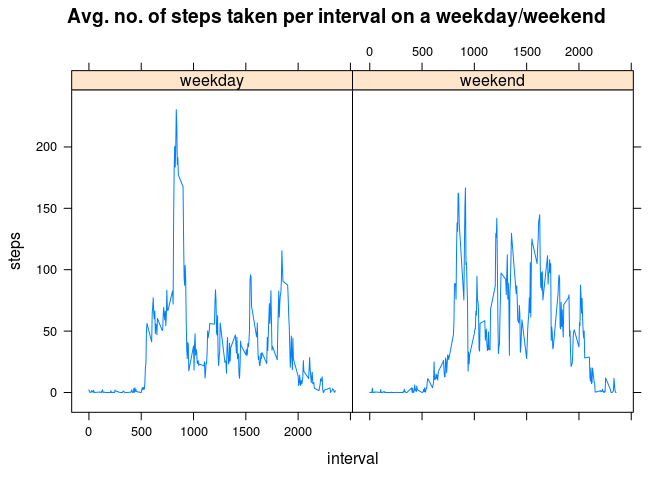 Avg. no. of steps taken per interval on a weekday/weekend
0 500 1000 1500 2000
weekday weekend
200
150
100
50
0
steps
0 500 1000 1500 2000
interval